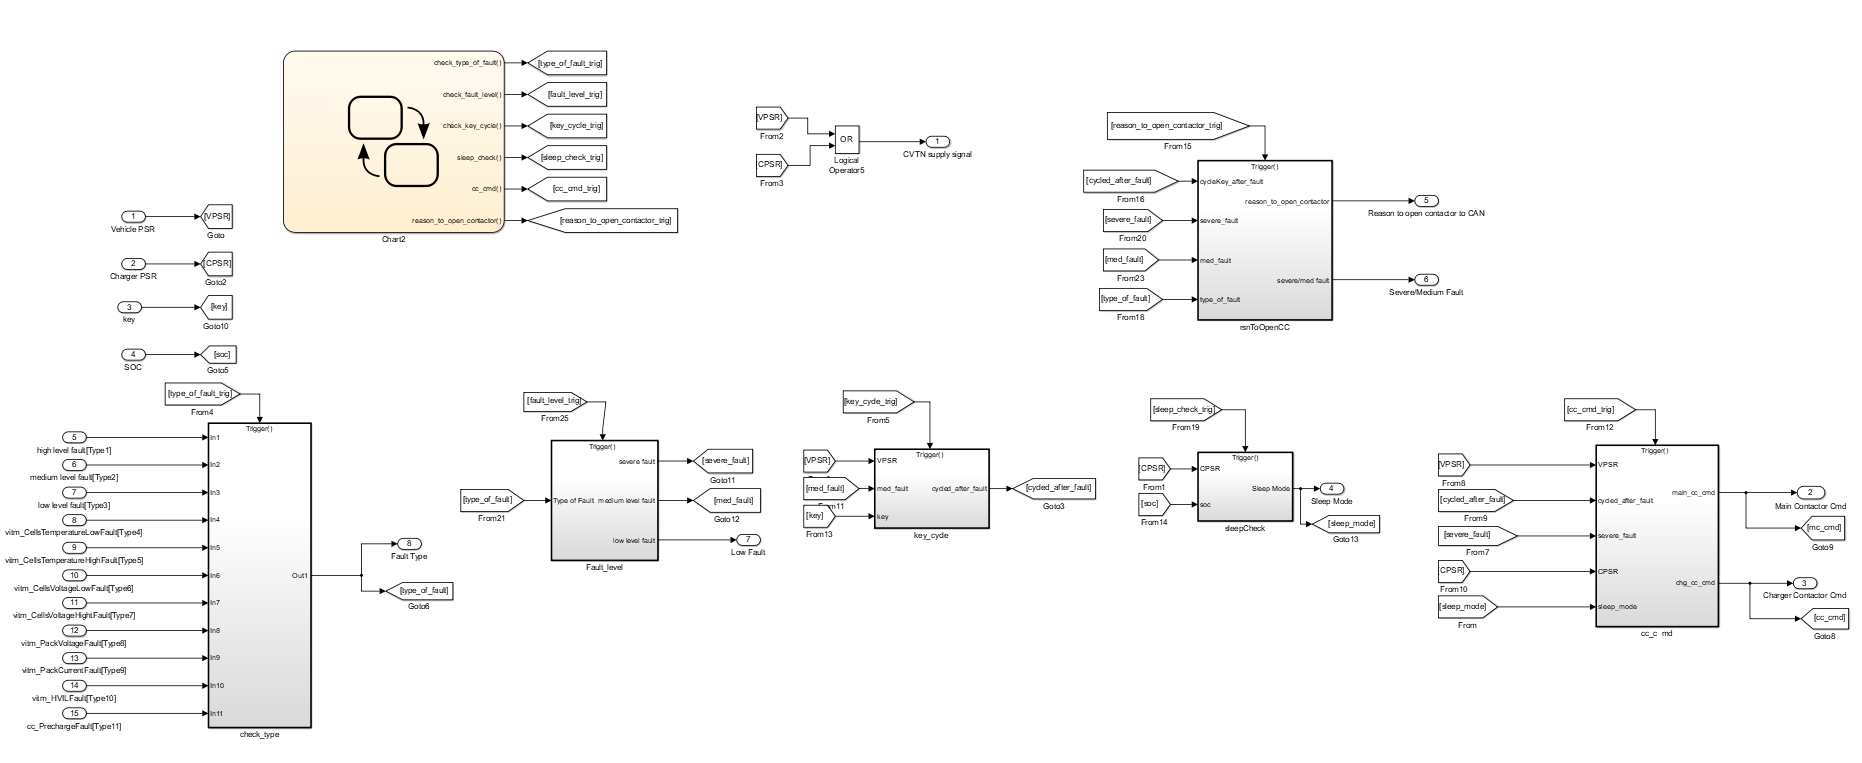 check_type_of_fault()
[type_of_fault_trig]
check_fault_level()
[fault_level_trig]
check_key_cycle()
[key_cycle_trig]
sleep_check()
[sleep_check_trig]
cc_cmd()
[cc_cmd_trig]
reason_to_open_contactor()
[reason_to_open_contactor_trig]
Chart2
[VPSR]
From2
CPSR]
From3
OR
Logical
Operator5
1
CVTN supply signal
[reason_to_open_contactor_trig]
From15
Trigger()
[cycled_after_fault]
From16
cycleKey_after_fault
[severe_fault]
From20
severe_fault
[med_fault]
From23
med_fault
[type_of_fault]
From18
type_of_fault
reason_to_open_contactor
severe/med fault
rsnToOpenCC
5
Reason to open contactor to CAN
6
Severe/Medium Fault
1
Vehicle PSR
[VPSR]
Goto
2
Charger PSR
[CPSR]
Goto2
3
key
[key]
Goto10
4
SOC
[soc]
Goto5
[type_of_fault_trig]
From4
Trigger()
5
high level fault[Type1]
In1
6
medium level fault[Type2]
In2
7
low level fault[Type3]
In3
8
vitm_CellsTemperatureLowFault[Type4]
In4
9
vitm_CellsTemperatureHighFault[Type5]
In5
10
vitm_CellsVoltageLowFault[Type6]
In6
11
vitm_CellsVoltageHightFault[Type7]
In7
12
vitm_PackVoltageFault[Type8]
In8
13
vitm_PackCurrentFault[Type9]
In9
14
vitm_HVILFault[Type10]
In10
15
cc_PrechargeFault[Type11]
In11
Out1
check_type
8
Fault Type
[type_of_fault]
Goto6
[fault_level_trig]
From25
Trigger()
[type_of_fault]
From21
Type of Fault
severe fault
medium level fault
low level fault
Fault_level
[severe_fault]
Goto11
[med_fault]
Goto12
7
Low Fault
[key_cycle_trig]
From5
Trigger()
[VPSR]
VPSR
[med_fault]
From11
med_fault
[key]
From13
key
cycled_after_fault
key_cycle
[cycled_after_fault]
Goto3
[sleep_check_trig]
From19
Trigger()
[CPSR]
From1
CPSR
[soc]
From14
soc
Sleep Mode
sleepCheck
4
Sleep Mode
[sleep_mode]
Goto13
[cc_cmd_trig]
From12
Trigger()
[VPSR]
From8
VPSR
[cycled_after_fault]
From9
cycled_after_fault
[severe_fault]
From7
severe_fault
CPSR]
From10
CPSR
[sleep_mode]
From
sleep_mode
main_cc_cmd
chg_cc_cmd
cc_c md
2
Main Contactor Cmd
[mc_cmd]
Goto9
3
Charger Contactor Cmd
[cc_cmd]
Goto8